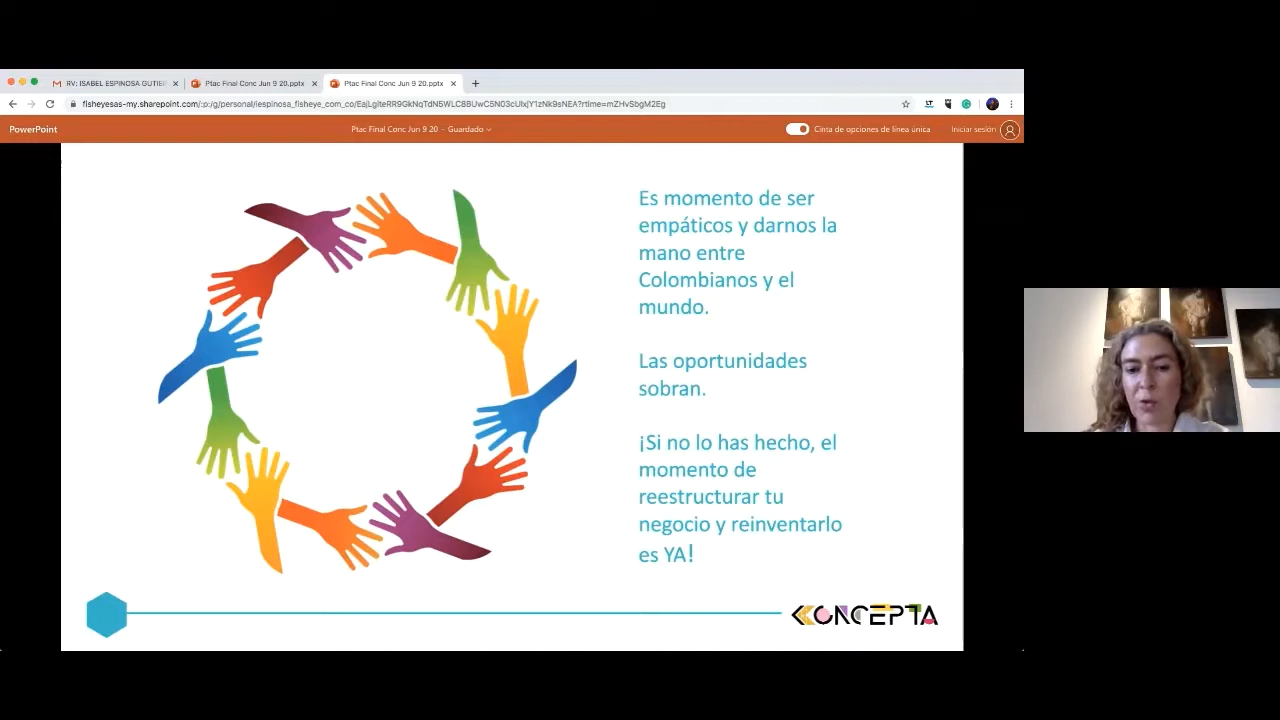 RV: ISABEL ESPINOSA GUTIER
Ptac Final Conc Jun 9 20.pptx
Ptac Final Conc Jun 9 20.pptx
PowerPoint
Ptac Final Conc Jun 9 20 - Guardado
Cinta de opciones de línea única
Iniciar sesión
Es momento de ser
empáticos y darnos la
mano entre
Colombianos y el
mundo.
Las oportunidades
sobran.
¡Si no lo has hecho, el
momento de
reestructurar tu
negocio y reinventarlo
es YA!
CONCEPTA